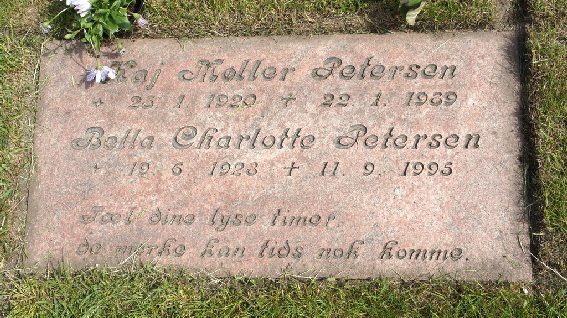 Kaj Møller Petersen
+ 23. 1. 1920 + 22. 1. 1989
Betta Charlotte Petersen
+ 19. 6. 1923 + 11. 9. 1995
Tæl dine lyse timer.
de mørke kan tids nok komme.